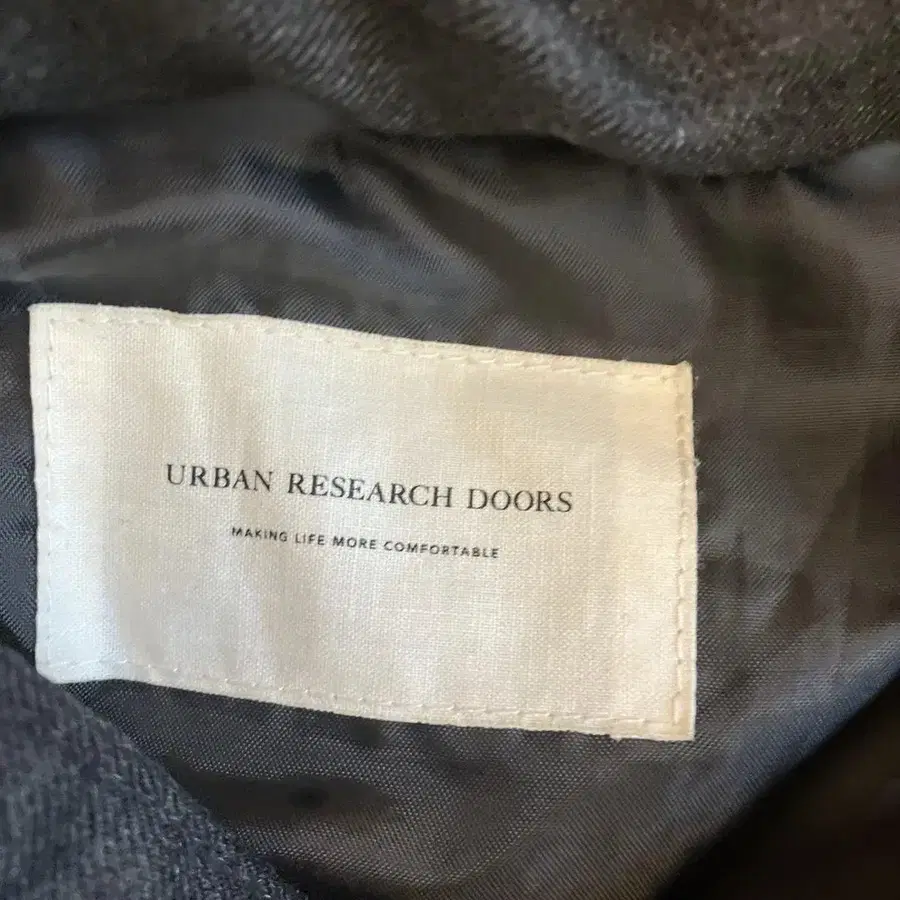 URBAN RESEARCH DOORS
MAKING LIFE MORE COMFORTABLE